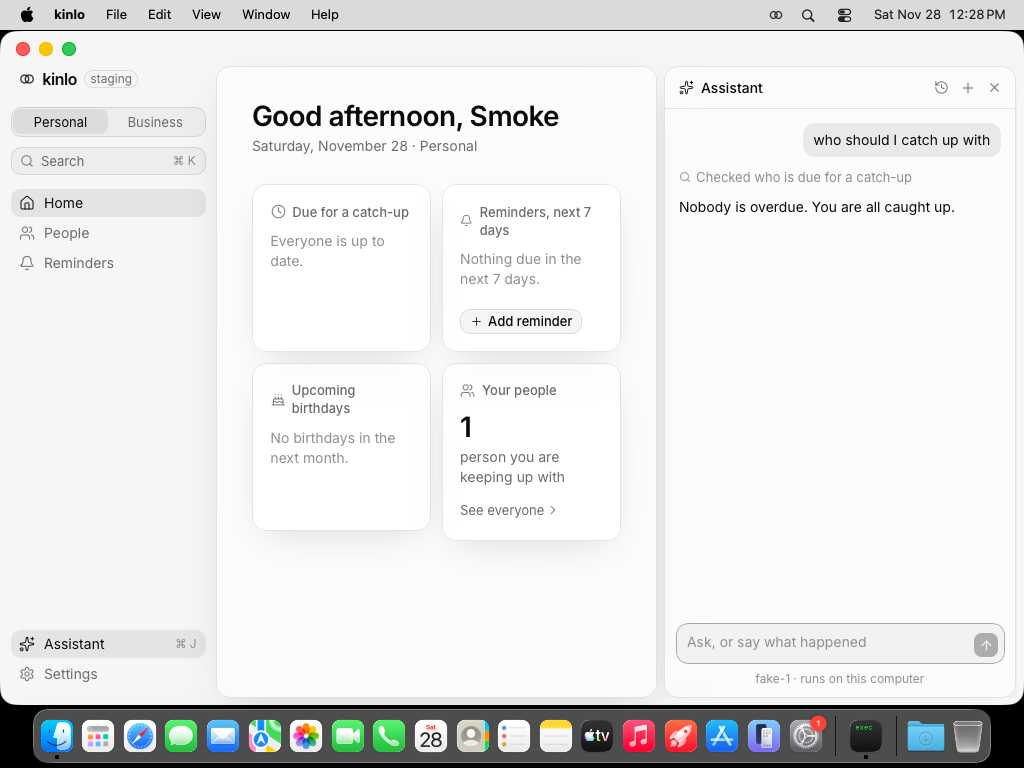 kinlo File Edit View Window Help Sat Nov 28 12:28 PM
kinlo staging
Personal Business
Search ⌘ K
Home
People
Reminders
Assistant ⌘ J
Settings
Good afternoon, Smoke
Saturday, November 28 · Personal
Due for a catch-up
Everyone is up to
date.
Reminders, next 7
days
Nothing due in the
next 7 days.
+ Add reminder
Upcoming
birthdays
No birthdays in the
next month.
Your people
1
person you are
keeping up with
See everyone >
Assistant
who should I catch up with
Checked who is due for a catch-up
Nobody is overdue. You are all caught up.
Ask, or say what happened
fake-1 · runs on this computer
Sat
28
tv
1
exec